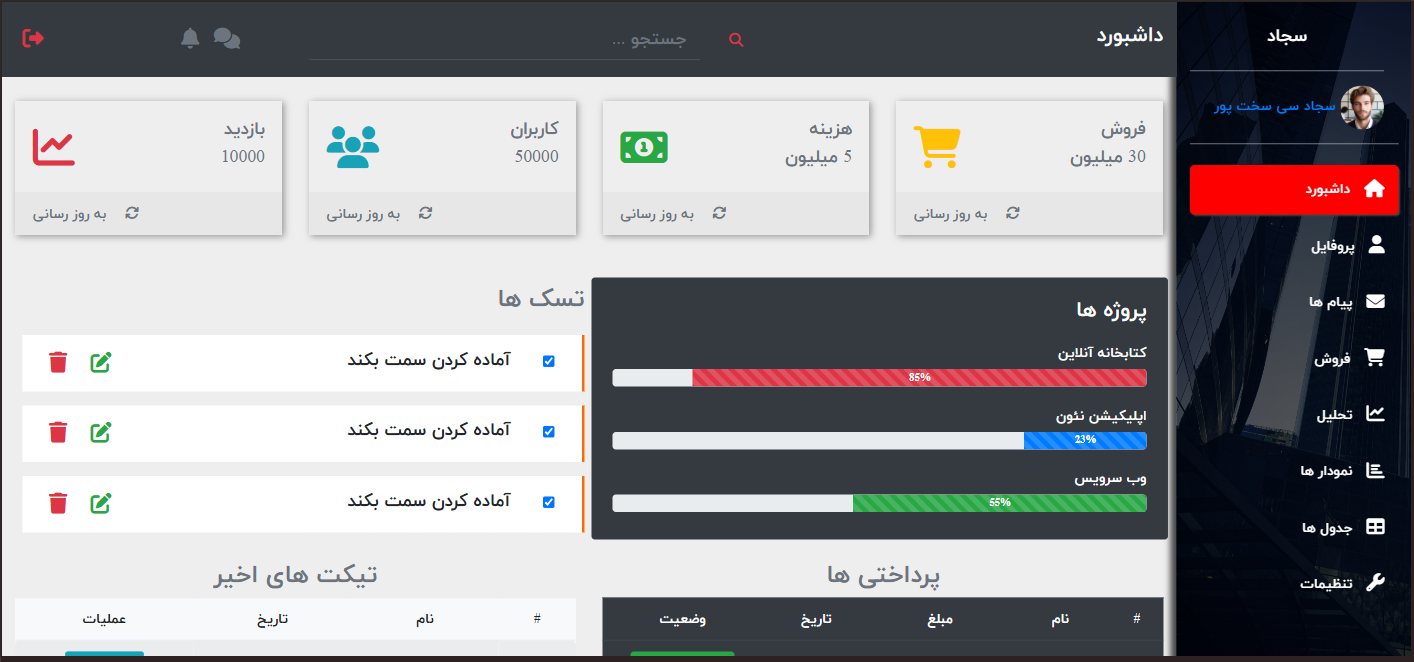 سجاد
سجاد سی سخت پور
داشبورد
پروفایل
پیام ها
فروش
تحلیل
نمودار ها
جدول ها
تنظیمات
داشبورد
جستجو ...
فروش
30 میلیون
به روز رسانی
هزینه
5 میلیون
به روز رسانی
کاربران
50000
به روز رسانی
بازدید
10000
به روز رسانی
پروژه ها
کتابخانه آنلاین
85%
اپلیکیشن نئون
23%
وب سرویس
55%
تسک ها
آماده کردن سمت بکند
آماده کردن سمت بکند
آماده کردن سمت بکند
پرداختی ها
# نام مبلغ تاریخ وضعیت
تیکت های اخیر
# نام تاریخ عملیات